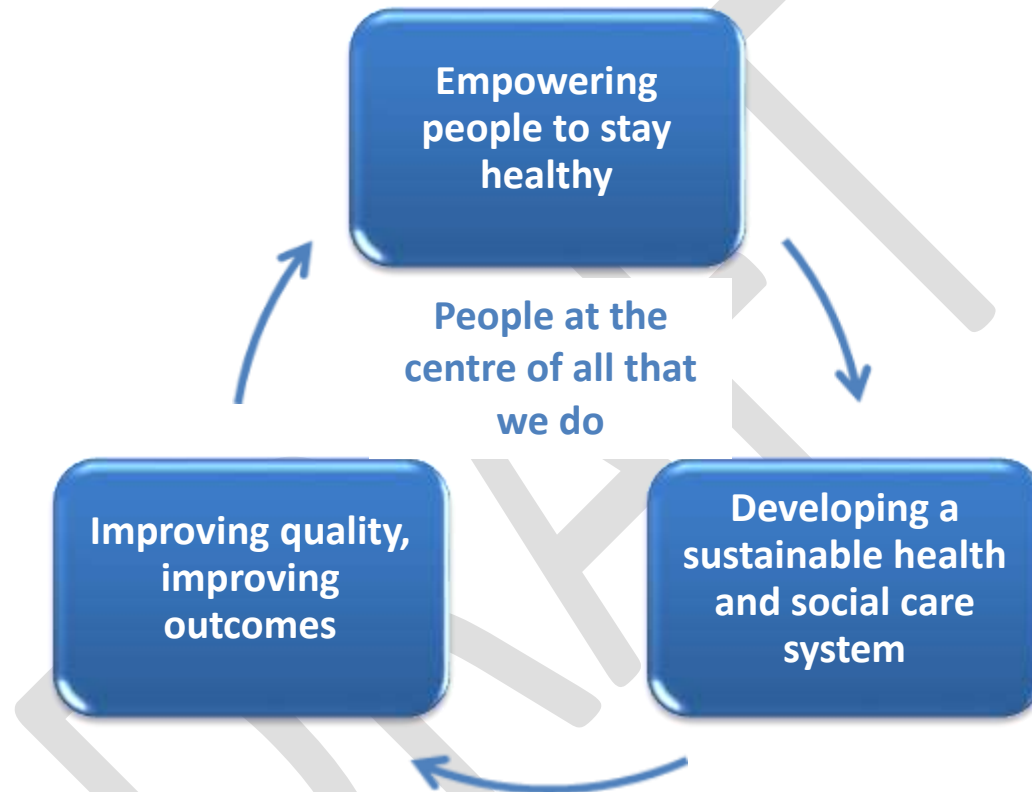 Empowering
people to stay
healthy
People at the
centre of all that
we do
Improving quality,
improving
outcomes
Developing a
sustainable health
and social care
system
DRAFT